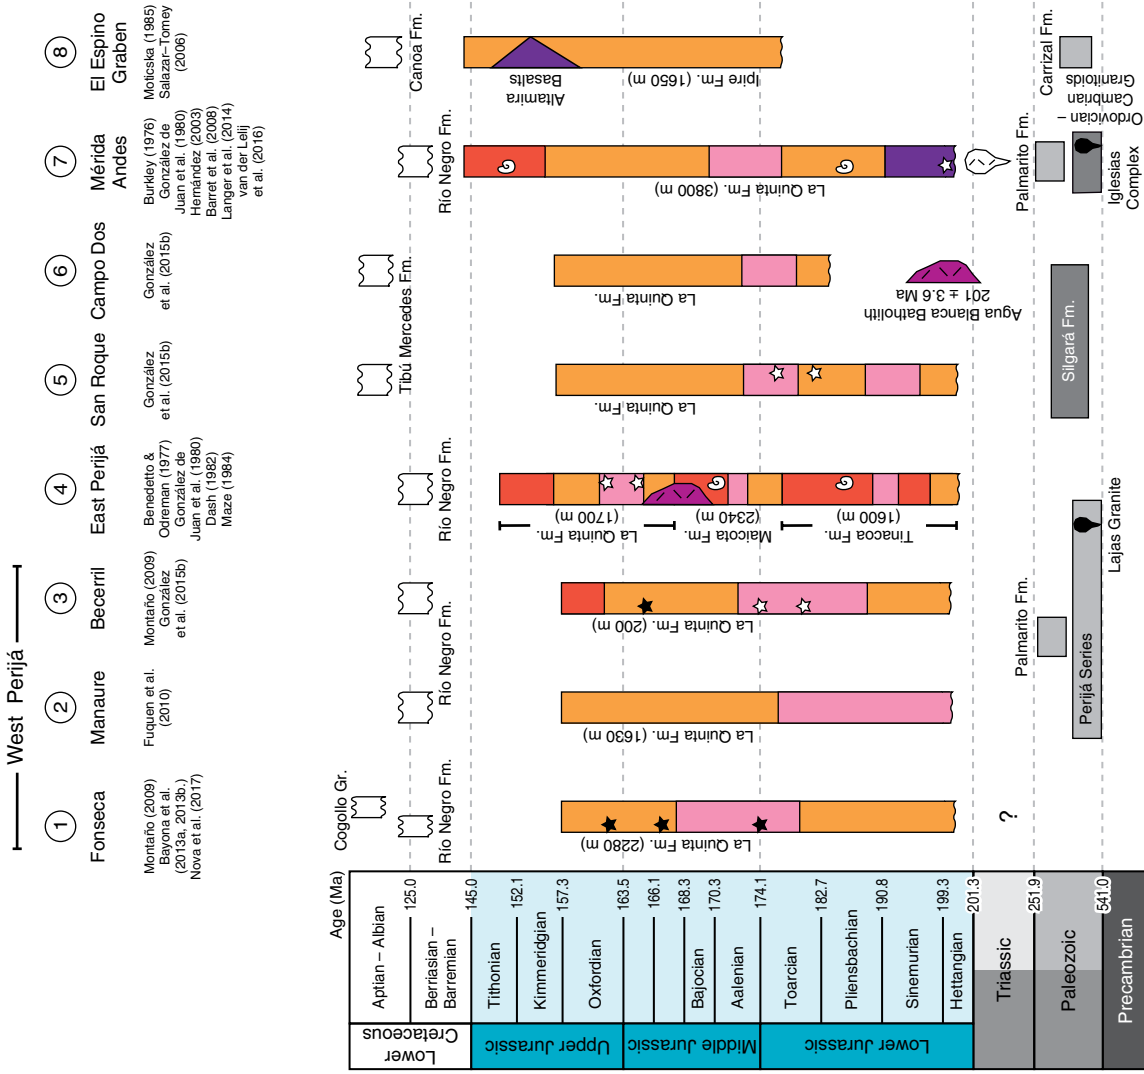 West Perijá
1
2
3
4
5
6
7
8
Fonseca
Manaure
Becerril
East Perijá
San Roque
Campo Dos
Mérida
Andes
El Espino
Graben
Montaño (2009)
Bayona et al.
(2013a, 2013b.)
Nova et al. (2017)
Fuquen et al.
(2010)
Montaño (2009)
González
et al. (2015b)
Benedetto &
Odreman (1977)
González de
Juan et al. (1980)
Dash (1982)
Maze (1984)
González
et al. (2015b)
González
et al. (2015b)
Burkley (1976)
González de
Juan et al. (1980)
Hernández (2003)
Barret et al. (2008)
Langer et al. (2014)
van der Lelij
et al. (2016)
Moticska (1985)
Salazar–Tomey
(2006)
Cogollo Gr.
Río Negro Fm.
La Quinta Fm.
(2280 m)
?
Río Negro Fm.
La Quinta Fm. (1630 m)
La Quinta Fm. (200 m)
Palmarito Fm.
Perijá Series
Lajas Granite
Río Negro Fm.
La Quinta Fm.
(1700 m)
Macoita Fm.
(2340 m)
Tinacoa Fm.
(1600 m)
Tibú Mercedes Fm.
La Quinta Fm.
La Quinta Fm.
Agua Blanca Batholith
201 ± 3.6 Ma
Silgará Fm.
Río Negro Fm.
La Quinta Fm. (3800 m)
Palmarito Fm.
Iglesias
Complex
Canoa Fm.
Altamira
Basalts
Ipire Fm. (1650 m)
Carrizal Fm.
Ordovician –
Cambrian
Granitoids
Age (Ma)
Lower
Cretaceous
Aptian – Albian
125.0
Berriasian –
Barremian
145.0
Upper Jurassic
Tithonian
152.1
Kimmeridgian
157.3
Oxfordian
163.5
Middle Jurassic
166.1
168.3
Bajocian
170.3
Aalenian
174.1
Lower Jurassic
Toarcian
182.7
Pliensbachian
190.8
Sinemurian
199.3
Hettangian
201.3
Triassic
251.9
Paleozoic
541.0
Precambrian